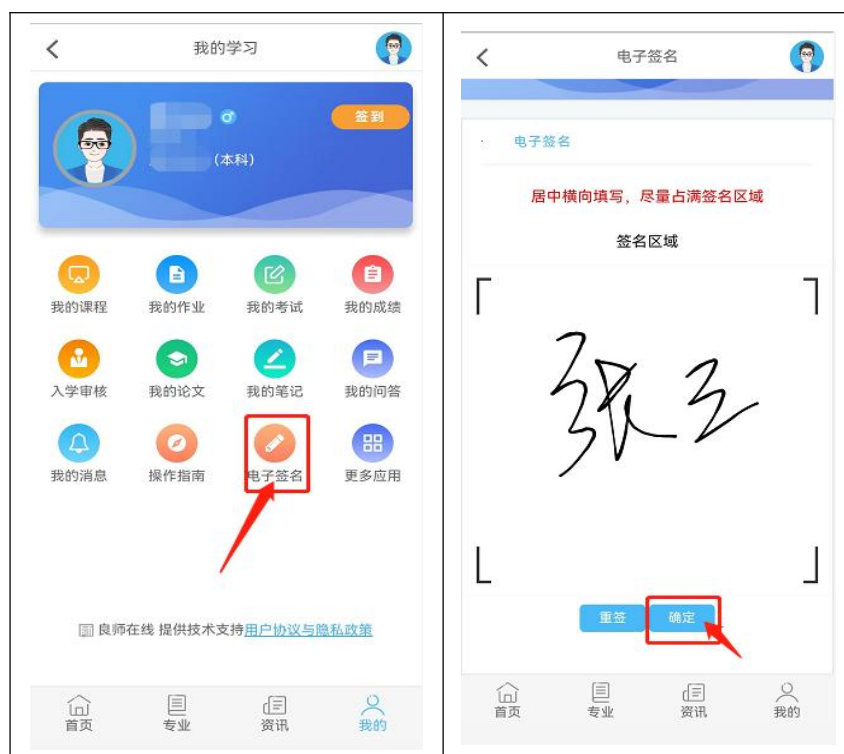 我的学习
签到
(本科)
我的课程 我的作业 我的考试 我的成绩
入学审核 我的论文 我的笔记 我的问答
我的消息 操作指南 电子签名 更多应用
良师在线 提供技术支持用户协议与隐私政策
首页 专业 资讯 我的
电子签名
电子签名
居中横向填写，尽量占满签名区域
签名区域
张三
重签 确定
首页 专业 资讯 我的